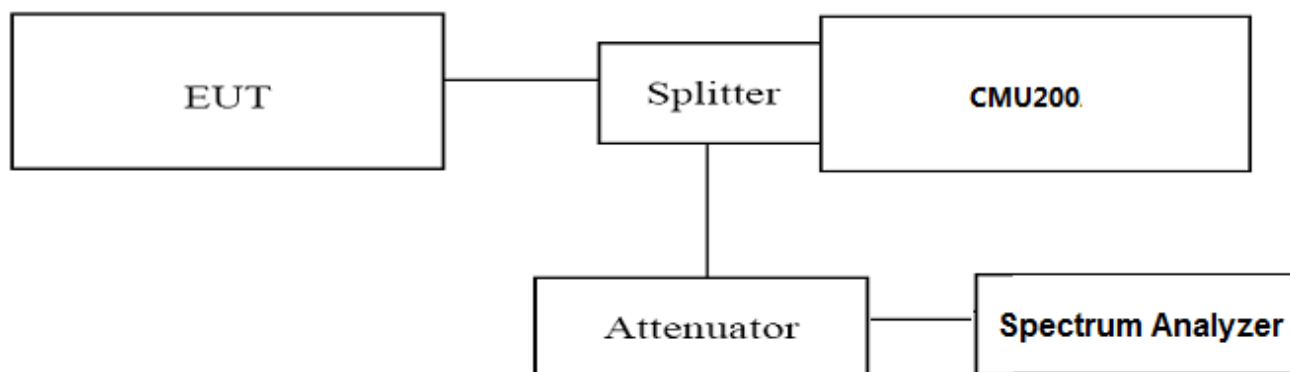 EUT
Splitter
CMU200
Attenuator
Spectrum Analyzer